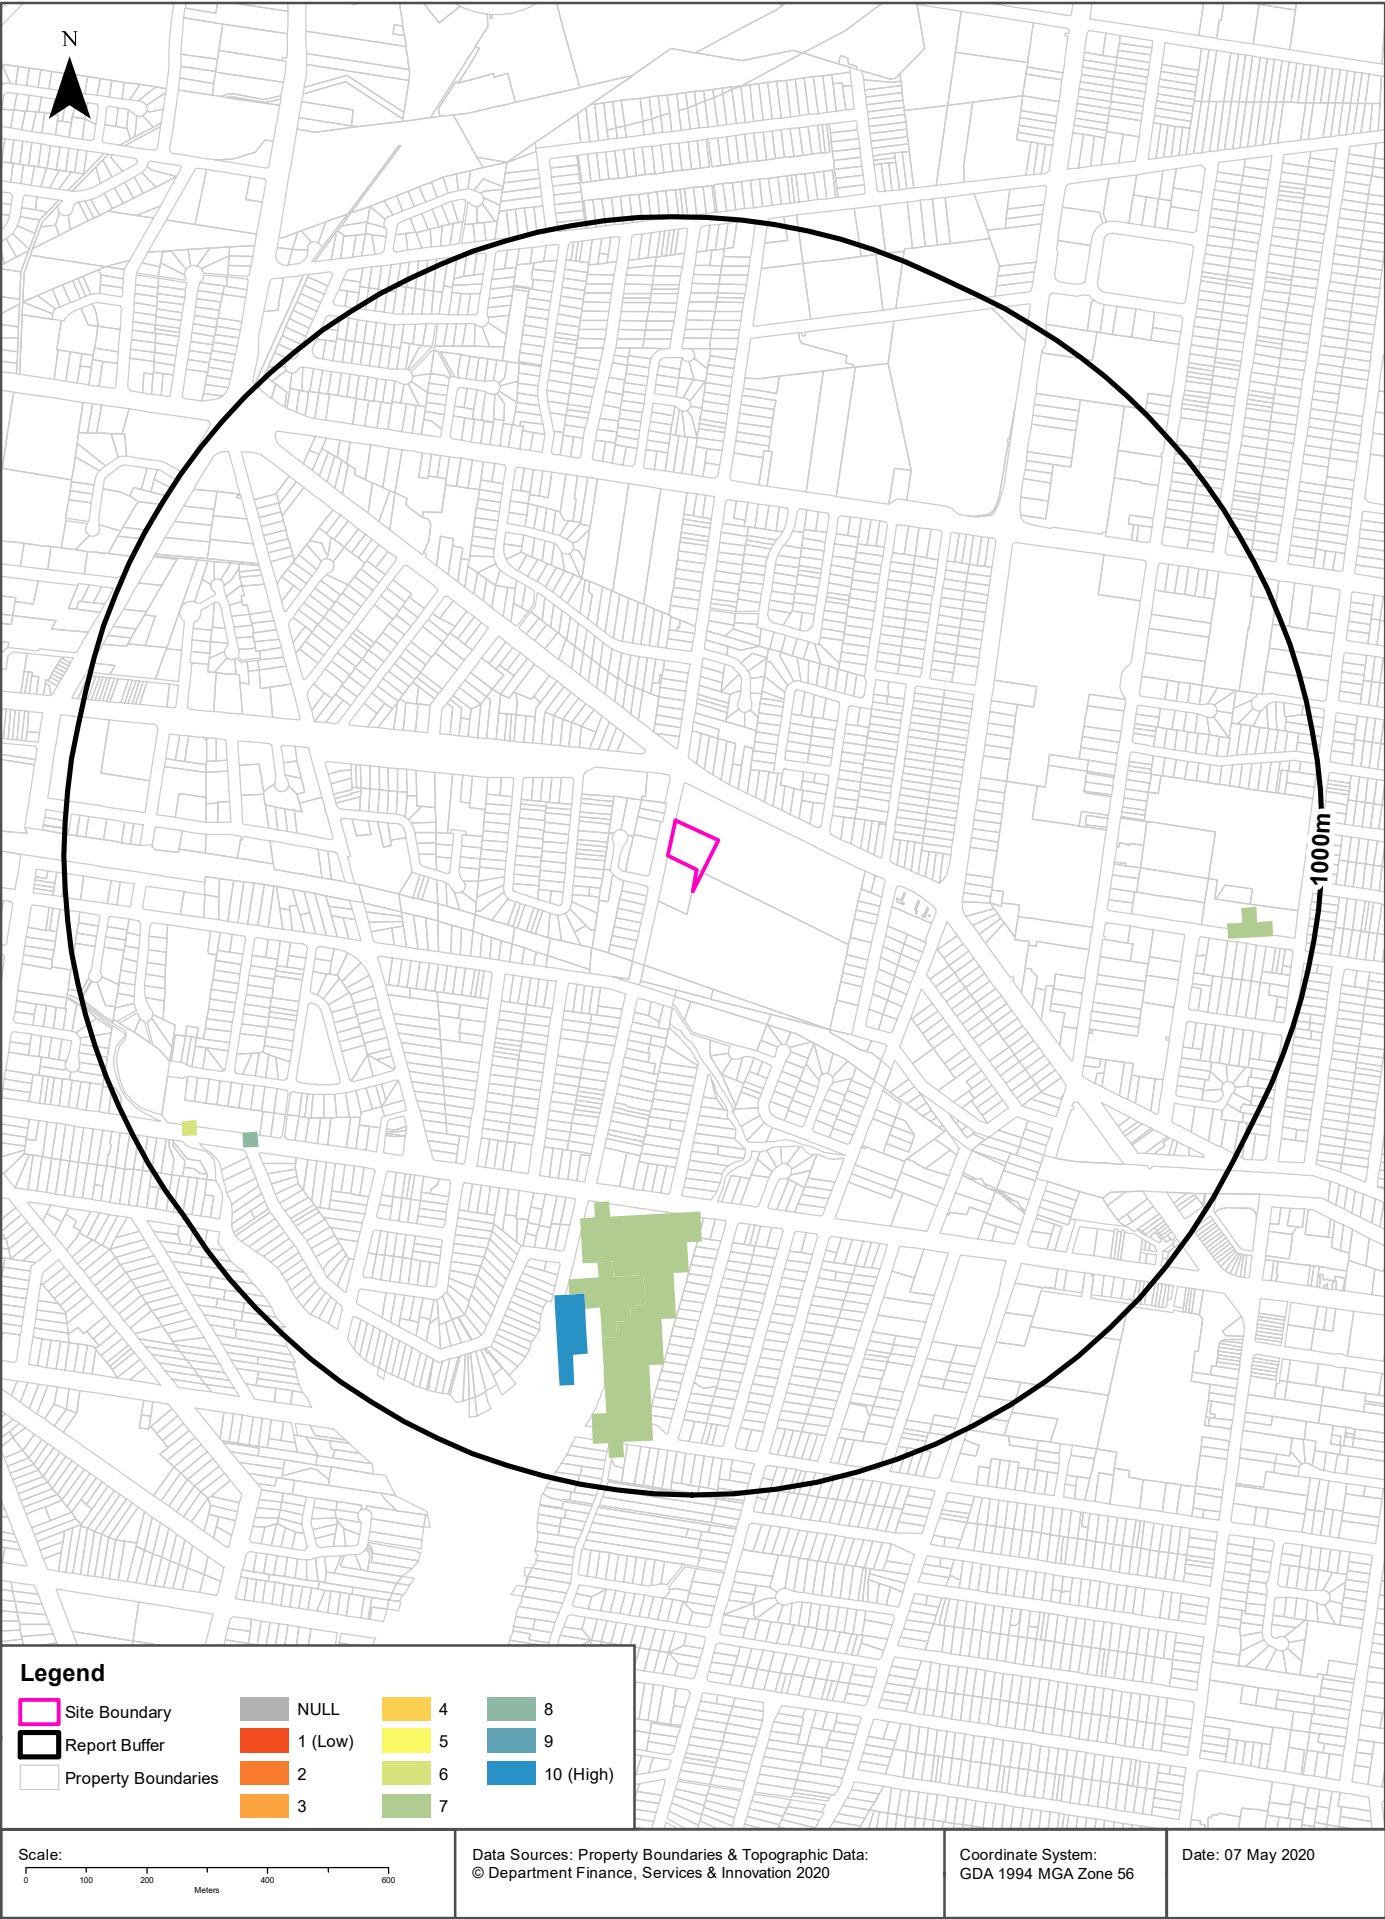 N
1000m
Legend
Site Boundary
Report Buffer
Property Boundaries
NULL
1 (Low)
2
3
4
5
6
7
8
9
10 (High)
Scale:
0 100 200 400 600
Meters
Data Sources: Property Boundaries & Topographic Data:
© Department Finance, Services & Innovation 2020
Coordinate System:
GDA 1994 MGA Zone 56
Date: 07 May 2020